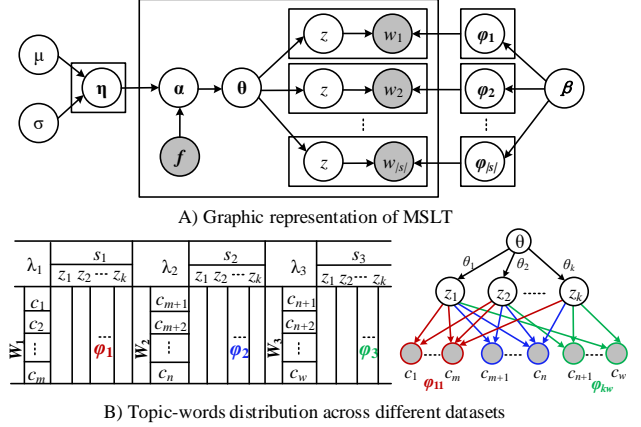 μ
σ
η
α
θ
f
z
w₁
φ₁
z
w₂
φ₂
β
z
w/s/
φ/s/
A) Graphic representation of MSLT
λ₁ s₁ λ₂ s₂ λ₃ s₃
z₁ z₂ ··· zₖ z₁ z₂ ··· zₖ z₁ z₂ ··· zₖ
W₁ c₁ c₂ ⋮ cₘ ··· φ₁
W₂ cₘ₊₁ cₘ₊₂ ⋮ cₙ ··· φ₂
W₃ cₙ₊₁ cₙ₊₂ ⋮ c_w ··· φ₃
θ
θ₁ θ₂ θₖ
z₁ z₂ ······ zₖ
c₁ cₘ cₘ₊₁ cₙ cₙ₊₁ c_w
φ₁₁ φ_kw
B) Topic-words distribution across different datasets